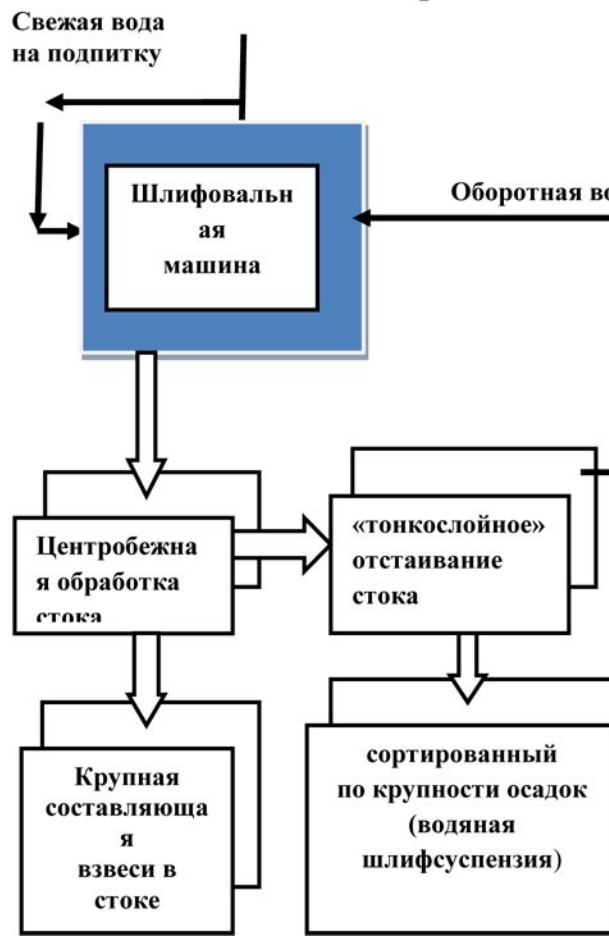 Свежая вода
на подпитку
Шлифовальн
ая
машина
Оборотная во
Центробежна
я обработка
стока
«тонкослойное»
отстаивание
стока
Крупная
составляюща
я
взвеси в
стоке
сортированный
по крупности осадок
(водяная
шлифсуспензия)